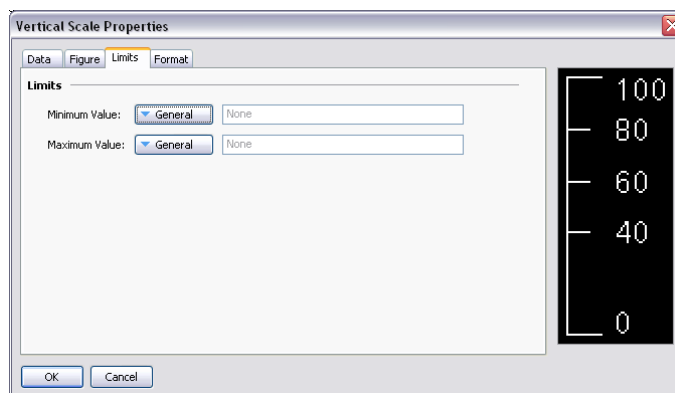 Vertical Scale Properties
Data Figure Limits Format
Limits
Minimum Value: General None
Maximum Value: General None
100
80
60
40
0
OK Cancel